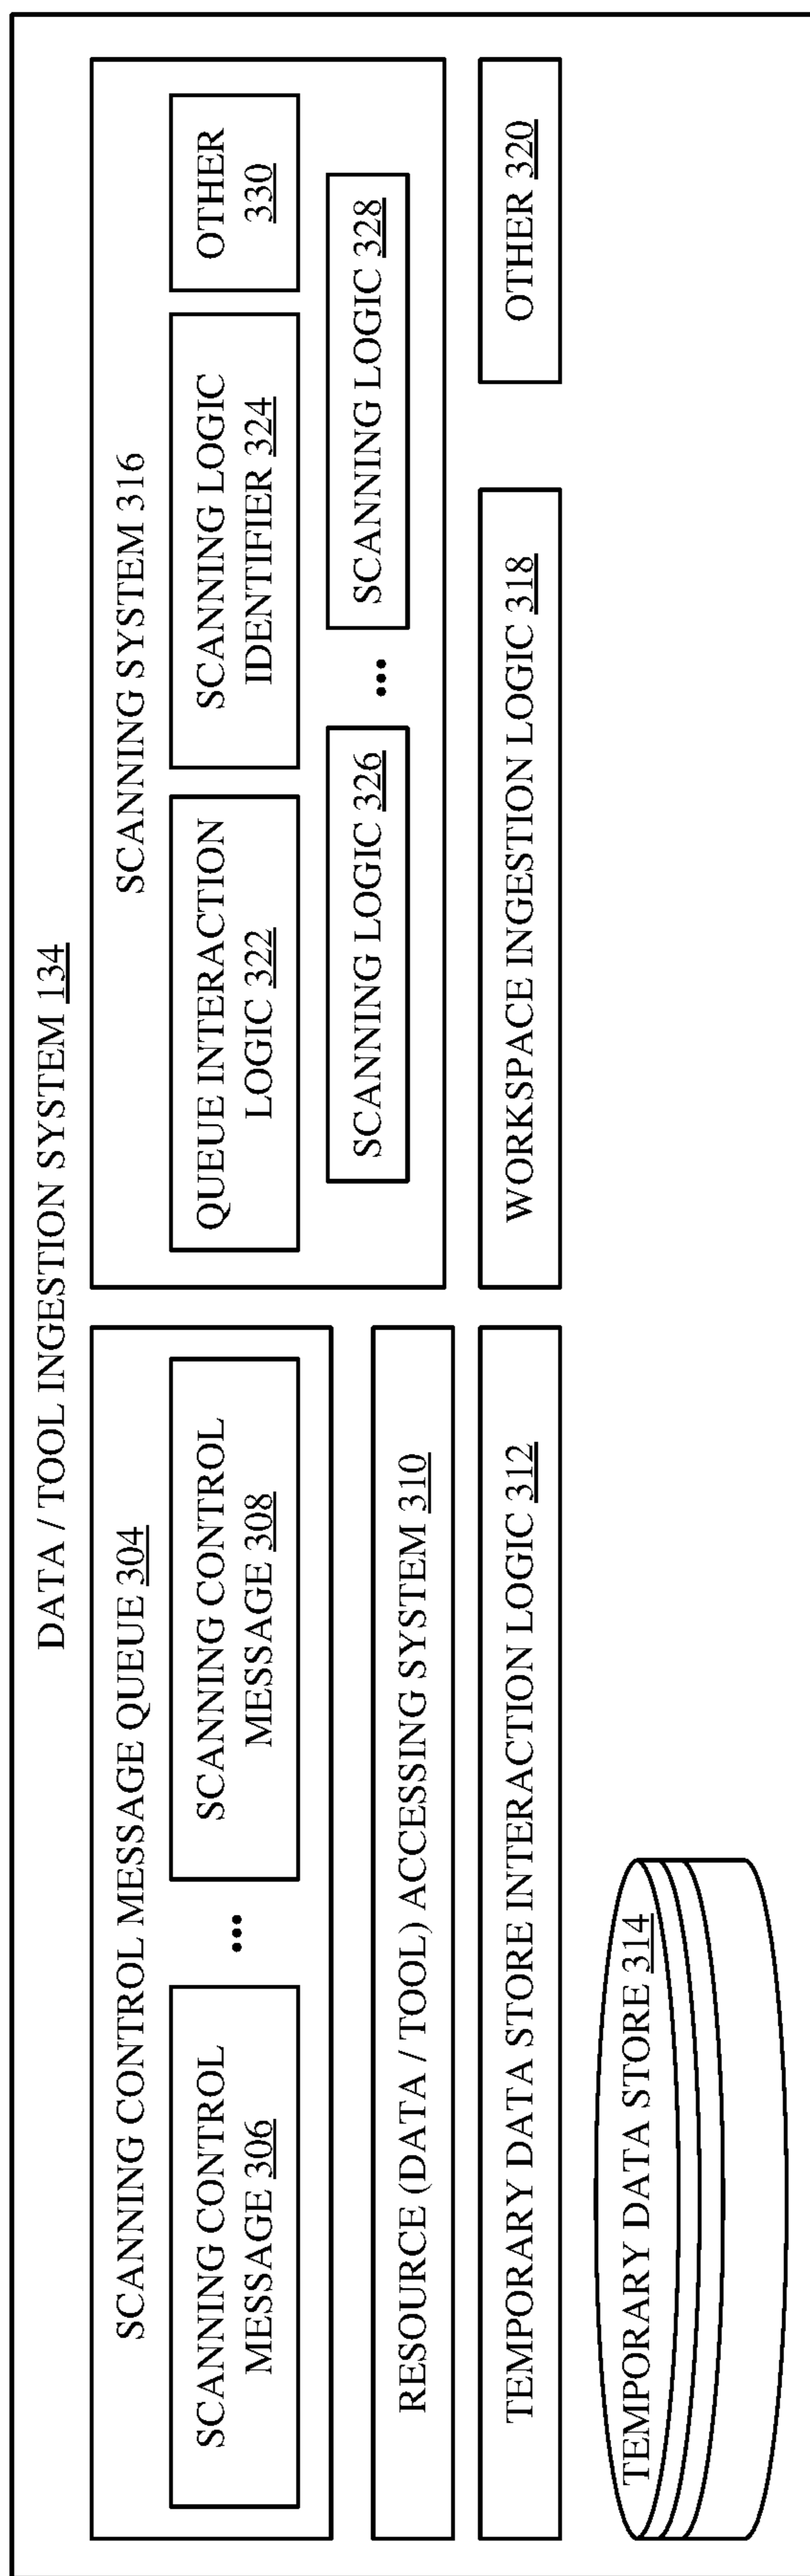 DATA / TOOL INGESTION SYSTEM 134
SCANNING CONTROL MESSAGE QUEUE 304
SCANNING CONTROL
MESSAGE 306
•••
SCANNING CONTROL
MESSAGE 308
RESOURCE (DATA / TOOL) ACCESSING SYSTEM 310
TEMPORARY DATA STORE INTERACTION LOGIC 312
TEMPORARY DATA STORE 314
SCANNING SYSTEM 316
QUEUE INTERACTION
LOGIC 322
SCANNING LOGIC
IDENTIFIER 324
OTHER
330
SCANNING LOGIC 326
•••
SCANNING LOGIC 328
WORKSPACE INGESTION LOGIC 318
OTHER 320